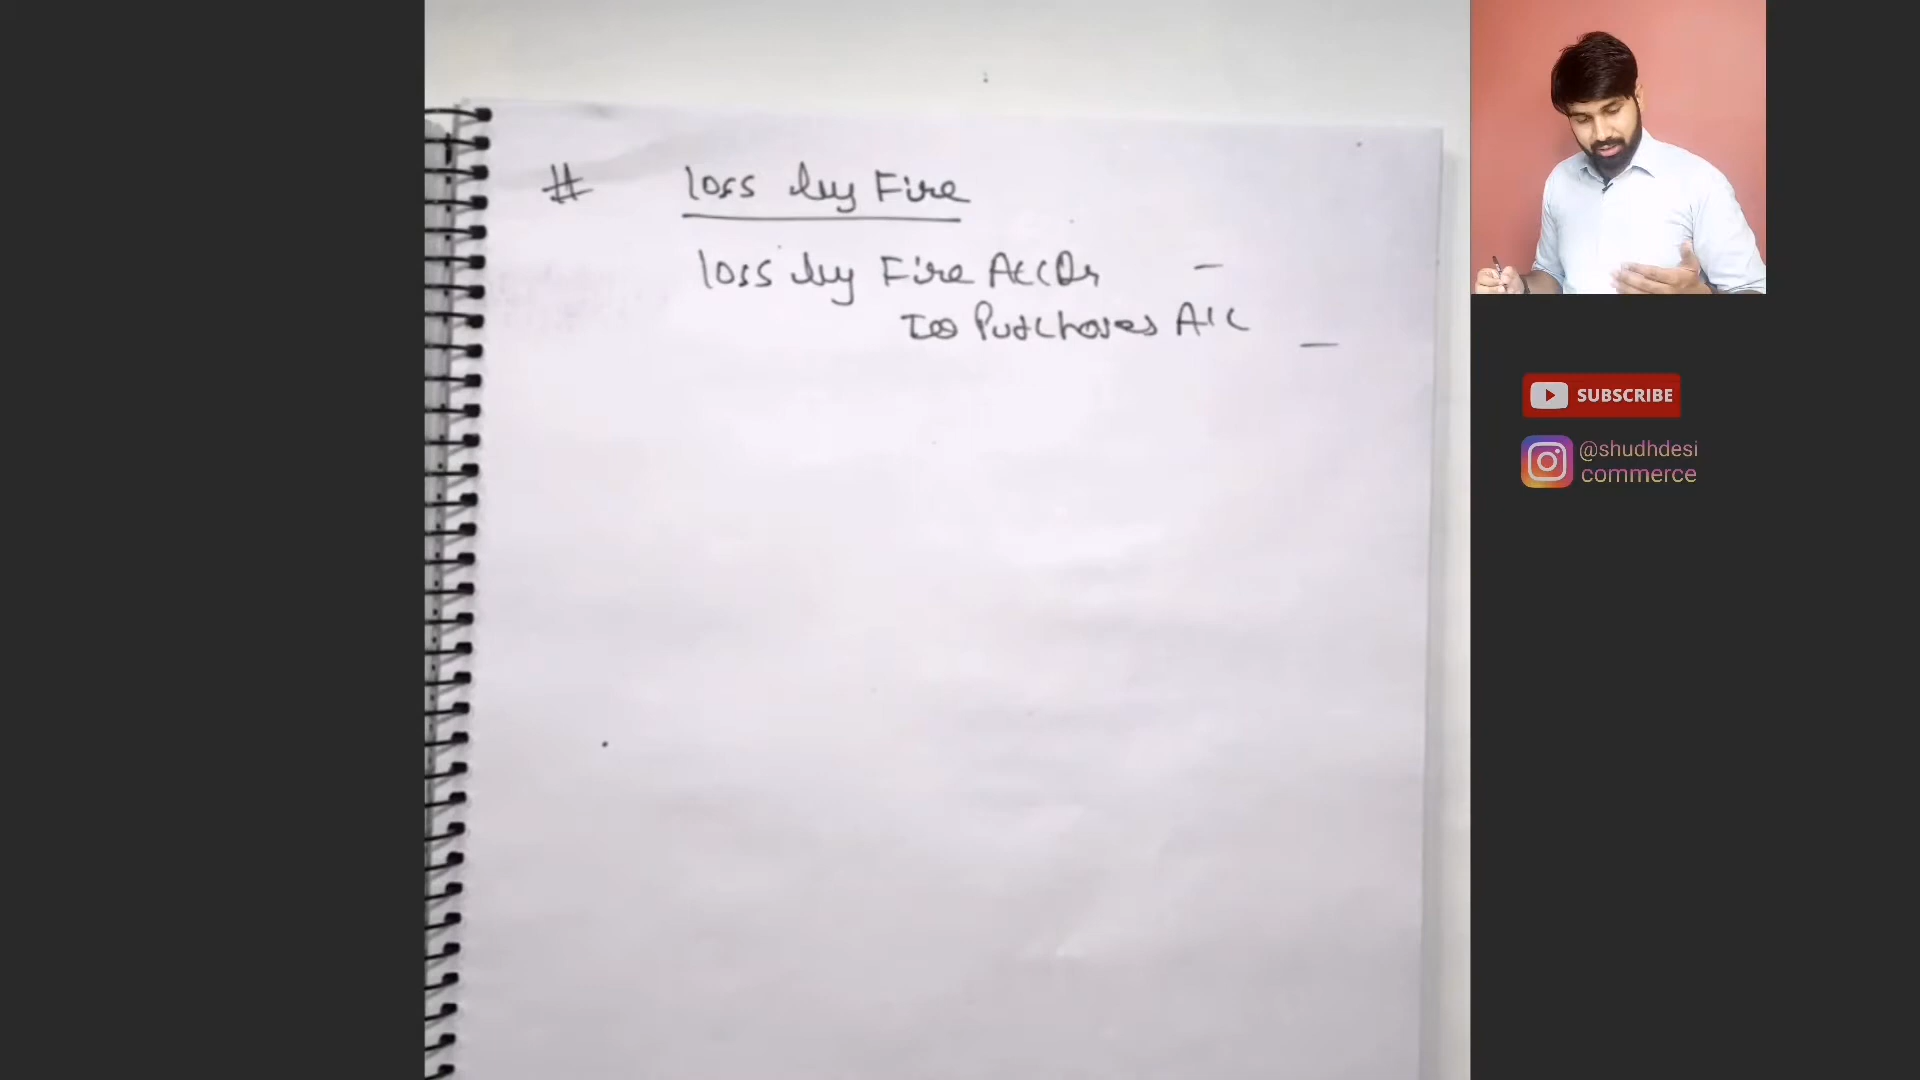 # Loss by Fire
Loss by Fire A/c Dr —
To Purchases A/c —
SUBSCRIBE
@shudhdesi
commerce